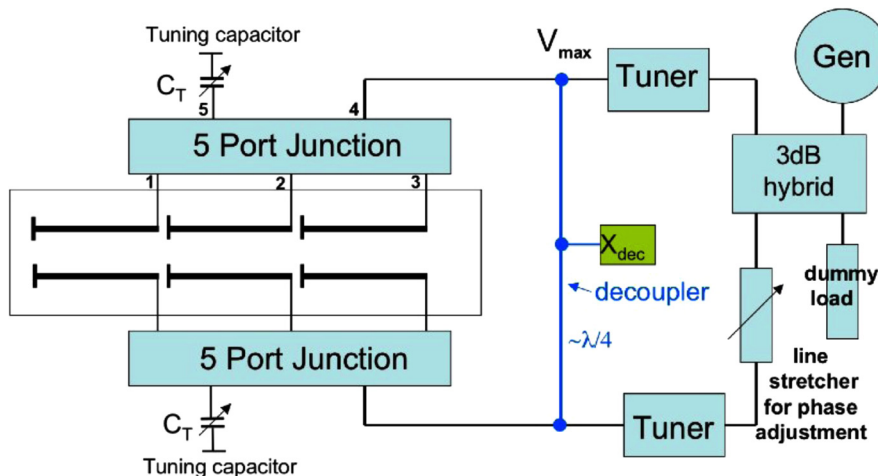 Tuning capacitor
C_T
5
4
5 Port Junction
1
2
3
V_max
Tuner
Gen
3dB
hybrid
X_dec
decoupler
~λ/4
dummy
load
line
stretcher
for phase
adjustment
5 Port Junction
C_T
Tuning capacitor
Tuner